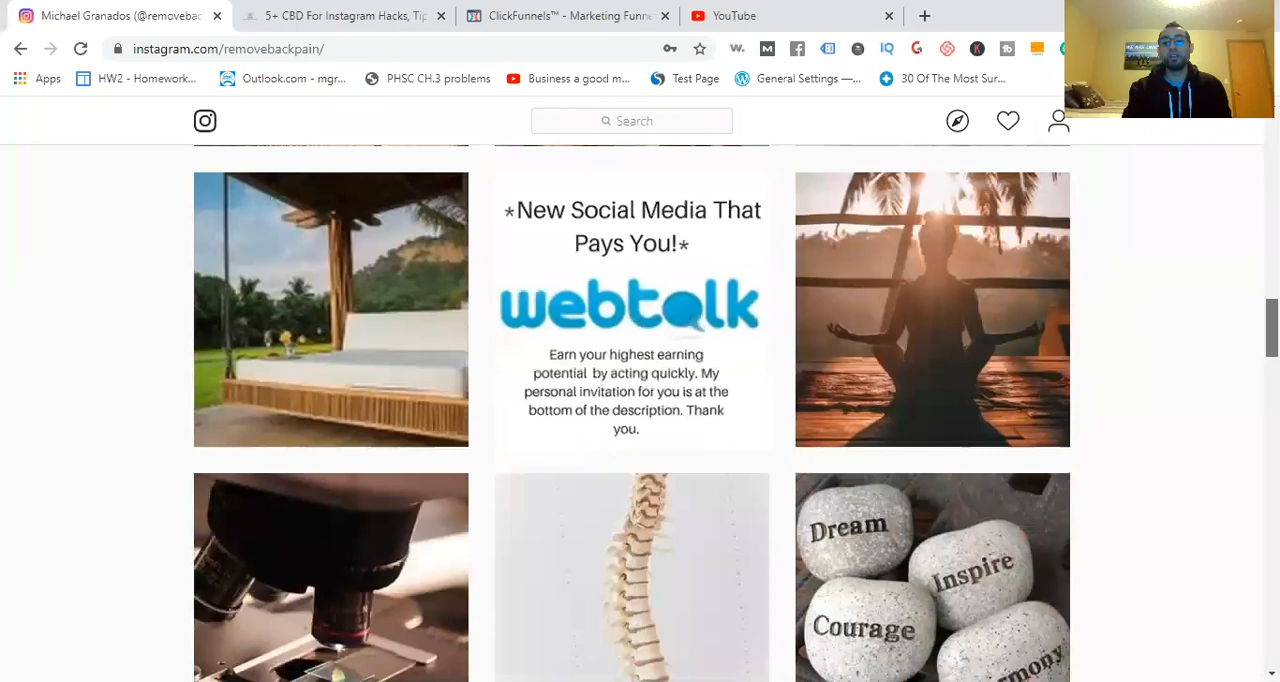 Michael Granados (@removebac
5+ CBD For Instagram Hacks, Tip
ClickFunnels™ - Marketing Funne
YouTube
instagram.com/removebackpain/
Apps
HW2 - Homework...
Outlook.com - mgr...
PHSC CH.3 problems
Business a good m...
Test Page
General Settings —...
30 Of The Most Sur...
Search
*New Social Media That
Pays You!*
webtalk
Earn your highest earning
potential by acting quickly. My
personal invitation for you is at the
bottom of the description. Thank
you.
Dream
Inspire
Courage
rmony